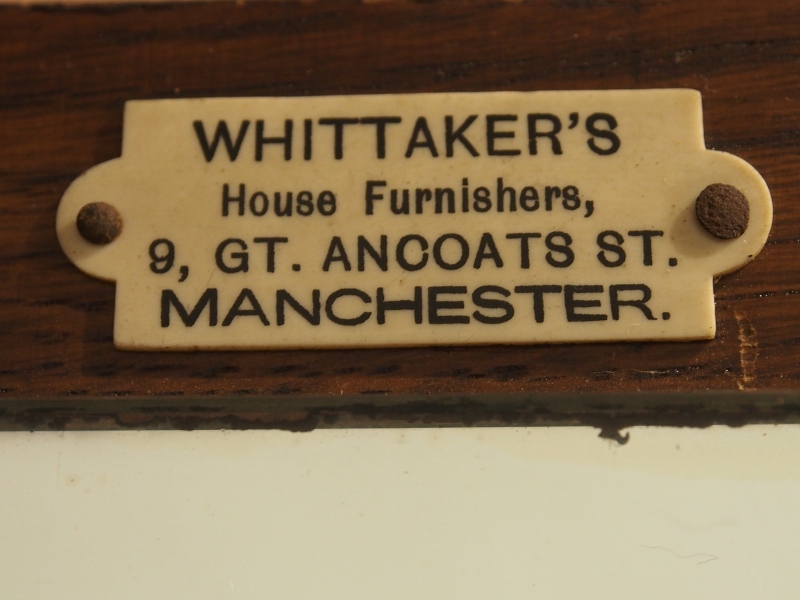 WHITTAKER'S
House Furnishers,
9, GT. ANCOATS ST.
MANCHESTER.